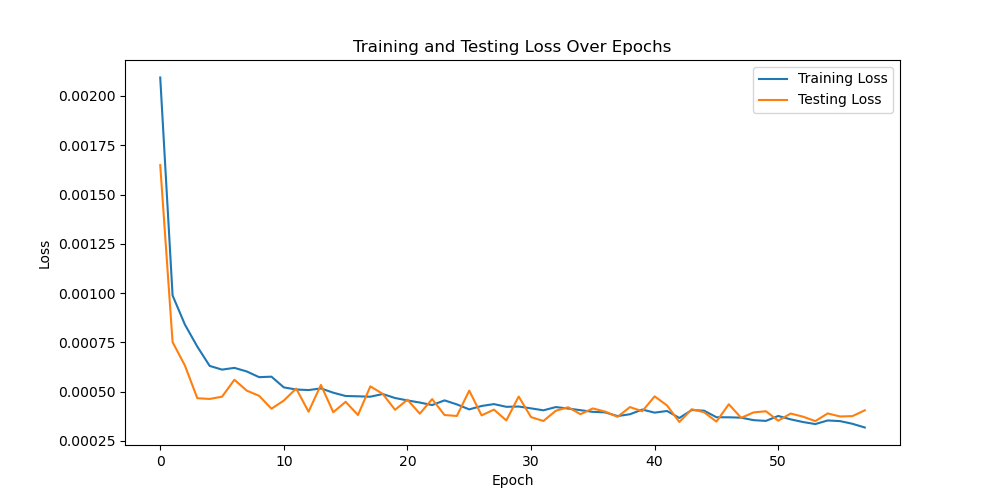 Training and Testing Loss Over Epochs
Training Loss
Testing Loss
0.00200
0.00175
0.00150
0.00125
0.00100
0.00075
0.00050
0.00025
Loss
0 10 20 30 40 50
Epoch